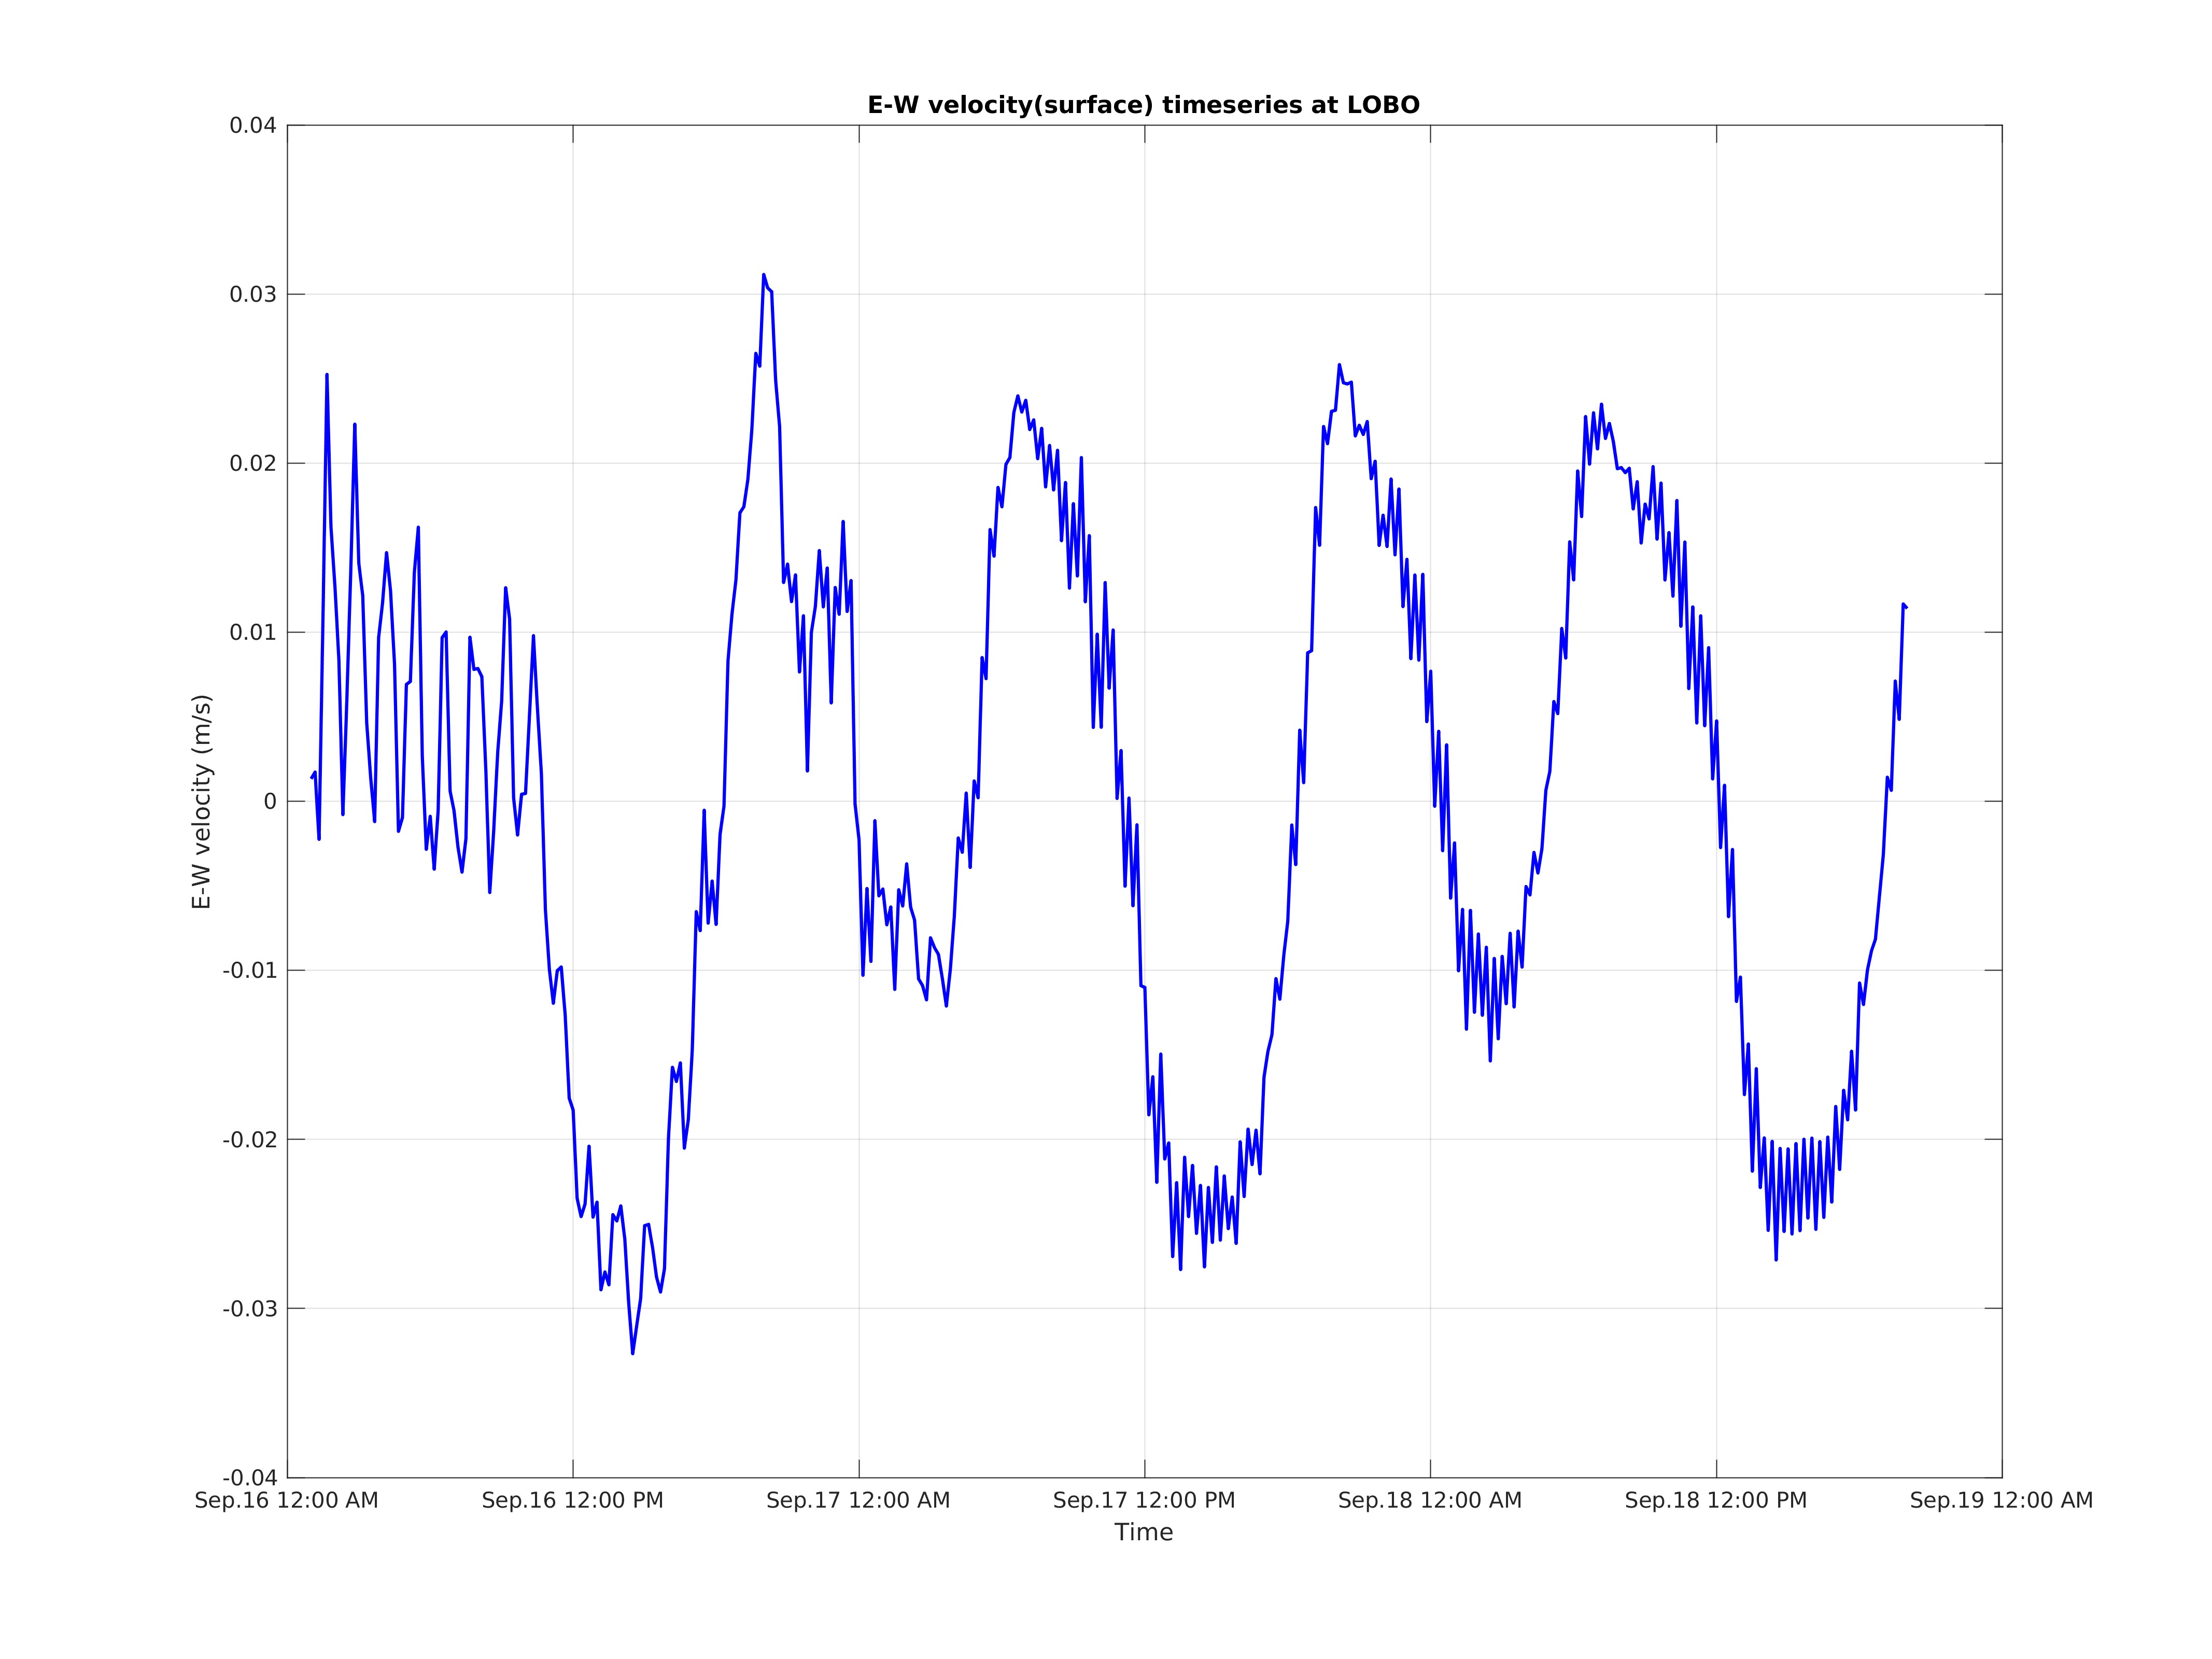 E-W velocity(surface) timeseries at LOBO
0.04
0.03
0.02
0.01
0
-0.01
-0.02
-0.03
-0.04
E-W velocity (m/s)
Sep.16 12:00 AM Sep.16 12:00 PM Sep.17 12:00 AM Sep.17 12:00 PM Sep.18 12:00 AM Sep.18 12:00 PM Sep.19 12:00 AM
Time